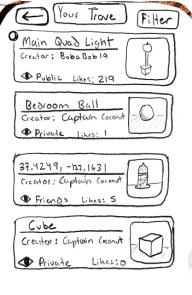 Your Trove
Filter
Main Quad Light
Creator: BobaBob19
Public Likes: 219
Bedroom Ball
Creator: Captain Coconut
Private Likes: 1
37.4249, -122.1631
Creator: Captain Coconut
Friends Likes: 5
Cube
Creator: Captain Coconut
Private Likes: 0